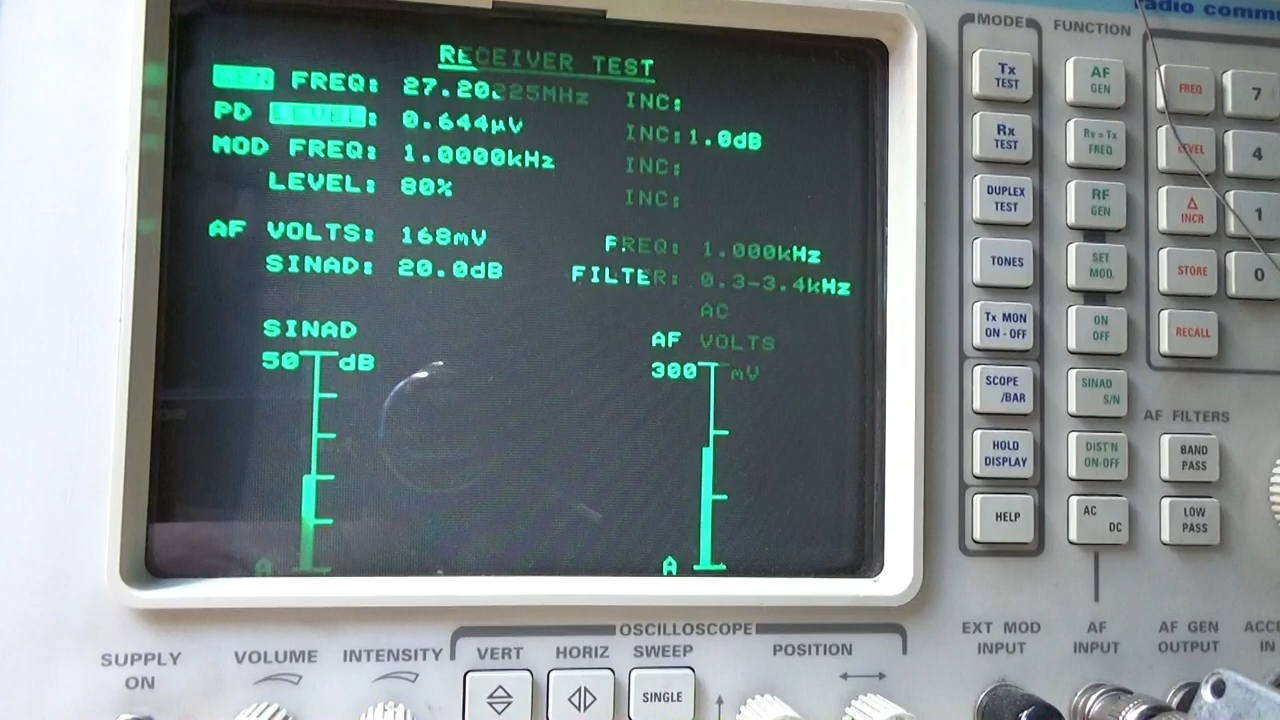 RECEIVER TEST
GEN FREQ: 27.20225MHz INC:
PD LEVEL: 0.644µV INC: 1.0dB
MOD FREQ: 1.0000kHz INC:
LEVEL: 80% INC:
AF VOLTS: 168mV FREQ: 1.000kHz
SINAD: 20.0dB FILTER: 0.3-3.4kHz
AC
SINAD AF VOLTS
50 dB 300 mV
A A
radio comm
MODE FUNCTION
Tx TEST AF GEN FREQ 7
Rx TEST Rx=Tx FREQ LEVEL 4
DUPLEX TEST RF GEN Δ INCR 1
TONES SET MOD. STORE 0
Tx MON ON-OFF ON OFF RECALL
SCOPE /BAR SINAD S/N
AF FILTERS
HOLD DISPLAY DIST'N ON-OFF BAND PASS
HELP AC DC LOW PASS
OSCILLOSCOPE
SUPPLY ON VOLUME INTENSITY VERT HORIZ SWEEP POSITION
SINGLE
EXT MOD INPUT AF INPUT AF GEN OUTPUT IN